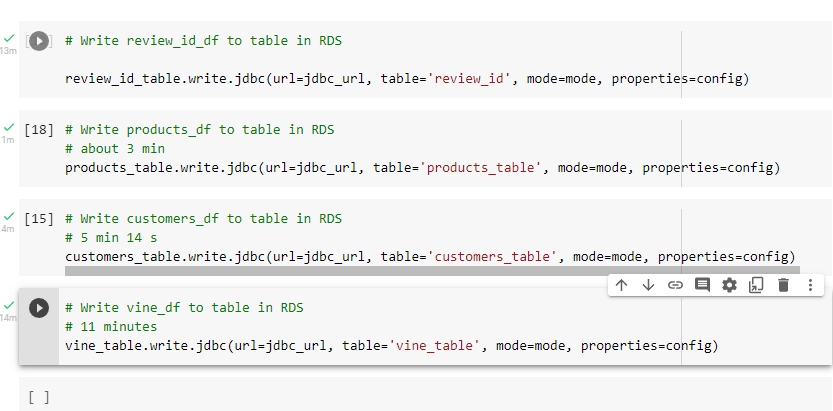 13m
# Write review_id_df to table in RDS
review_id_table.write.jdbc(url=jdbc_url, table='review_id', mode=mode, properties=config)
1m
[18]
# Write products_df to table in RDS
# about 3 min
products_table.write.jdbc(url=jdbc_url, table='products_table', mode=mode, properties=config)
4m
[15]
# Write customers_df to table in RDS
# 5 min 14 s
customers_table.write.jdbc(url=jdbc_url, table='customers_table', mode=mode, properties=config)
14m
# Write vine_df to table in RDS
# 11 minutes
vine_table.write.jdbc(url=jdbc_url, table='vine_table', mode=mode, properties=config)
[ ]